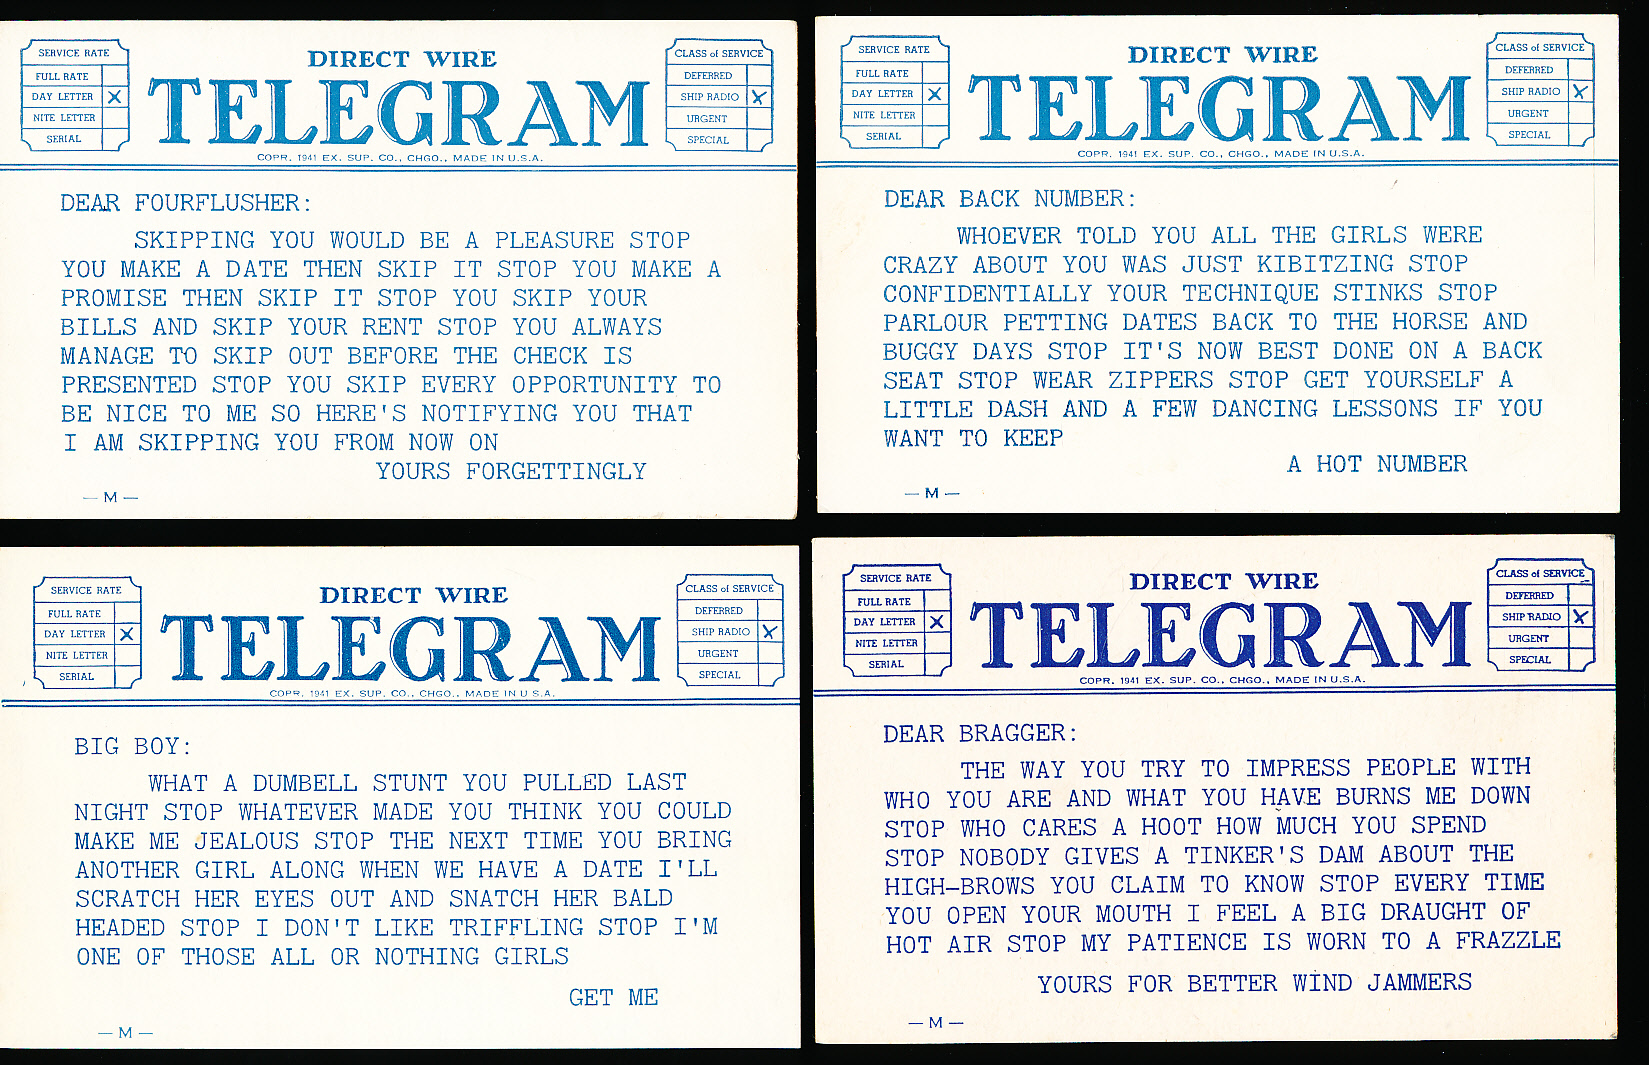 SERVICE RATE
FULL RATE
DAY LETTER X
NITE LETTER
SERIAL
DIRECT WIRE
TELEGRAM
COPR. 1941 EX. SUP. CO., CHGO., MADE IN U.S.A.
CLASS of SERVICE
DEFERRED
SHIP RADIO X
URGENT
SPECIAL
DEAR FOURFLUSHER:
SKIPPING YOU WOULD BE A PLEASURE STOP
YOU MAKE A DATE THEN SKIP IT STOP YOU MAKE A
PROMISE THEN SKIP IT STOP YOU SKIP YOUR
BILLS AND SKIP YOUR RENT STOP YOU ALWAYS
MANAGE TO SKIP OUT BEFORE THE CHECK IS
PRESENTED STOP YOU SKIP EVERY OPPORTUNITY TO
BE NICE TO ME SO HERE'S NOTIFYING YOU THAT
I AM SKIPPING YOU FROM NOW ON
YOURS FORGETTINGLY
— M —
SERVICE RATE
FULL RATE
DAY LETTER X
NITE LETTER
SERIAL
DIRECT WIRE
TELEGRAM
COPR. 1941 EX. SUP. CO., CHGO., MADE IN U.S.A.
CLASS of SERVICE
DEFERRED
SHIP RADIO X
URGENT
SPECIAL
DEAR BACK NUMBER:
WHOEVER TOLD YOU ALL THE GIRLS WERE
CRAZY ABOUT YOU WAS JUST KIBITZING STOP
CONFIDENTIALLY YOUR TECHNIQUE STINKS STOP
PARLOUR PETTING DATES BACK TO THE HORSE AND
BUGGY DAYS STOP IT'S NOW BEST DONE ON A BACK
SEAT STOP WEAR ZIPPERS STOP GET YOURSELF A
LITTLE DASH AND A FEW DANCING LESSONS IF YOU
WANT TO KEEP
A HOT NUMBER
— M —
SERVICE RATE
FULL RATE
DAY LETTER X
NITE LETTER
SERIAL
DIRECT WIRE
TELEGRAM
COPR. 1941 EX. SUP. CO., CHGO., MADE IN U S.A.
CLASS of SERVICE
DEFERRED
SHIP RADIO X
URGENT
SPECIAL
BIG BOY:
WHAT A DUMBELL STUNT YOU PULLED LAST
NIGHT STOP WHATEVER MADE YOU THINK YOU COULD
MAKE ME JEALOUS STOP THE NEXT TIME YOU BRING
ANOTHER GIRL ALONG WHEN WE HAVE A DATE I'LL
SCRATCH HER EYES OUT AND SNATCH HER BALD
HEADED STOP I DON'T LIKE TRIFFLING STOP I'M
ONE OF THOSE ALL OR NOTHING GIRLS
GET ME
— M —
SERVICE RATE
FULL RATE
DAY LETTER X
NITE LETTER
SERIAL
DIRECT WIRE
TELEGRAM
COPR. 1941 EX. SUP. CO., CHGO., MADE IN U.S.A.
CLASS of SERVICE
DEFERRED
SHIP RADIO X
URGENT
SPECIAL
DEAR BRAGGER:
THE WAY YOU TRY TO IMPRESS PEOPLE WITH
WHO YOU ARE AND WHAT YOU HAVE BURNS ME DOWN
STOP WHO CARES A HOOT HOW MUCH YOU SPEND
STOP NOBODY GIVES A TINKER'S DAM ABOUT THE
HIGH-BROWS YOU CLAIM TO KNOW STOP EVERY TIME
YOU OPEN YOUR MOUTH I FEEL A BIG DRAUGHT OF
HOT AIR STOP MY PATIENCE IS WORN TO A FRAZZLE
YOURS FOR BETTER WIND JAMMERS
— M —